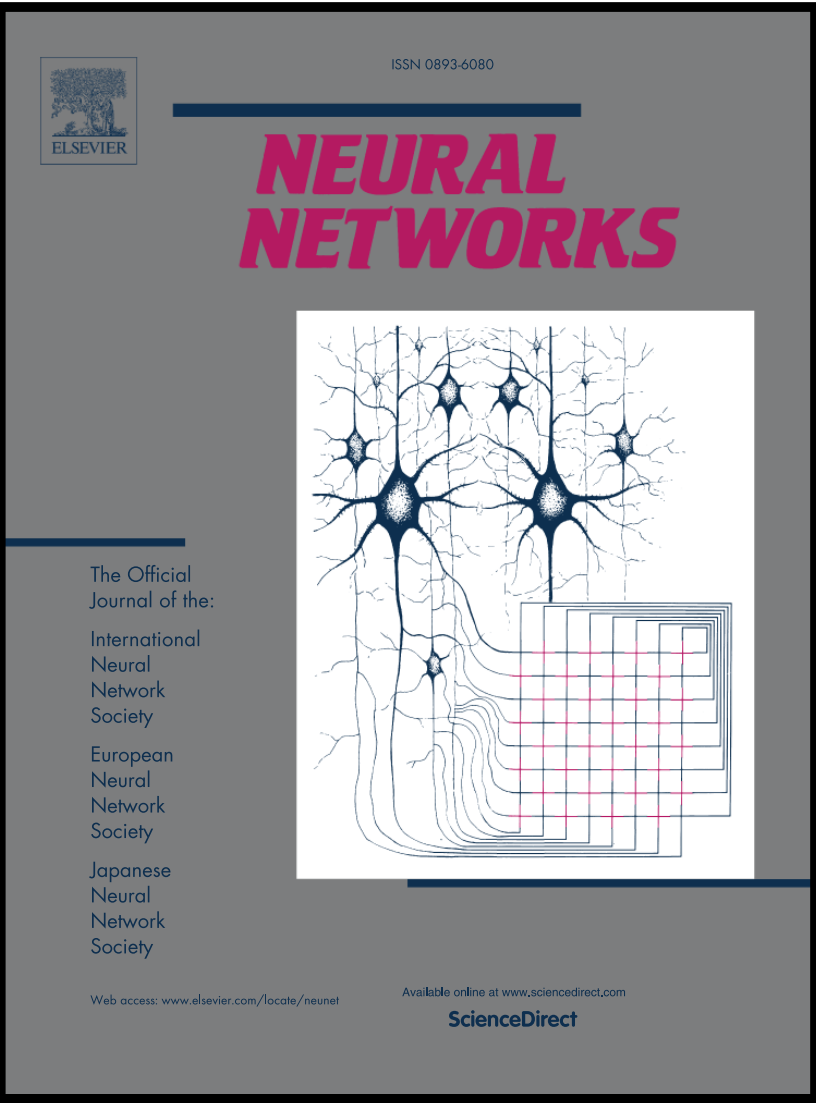 ISSN 0893-6080
ELSEVIER
NEURAL
NETWORKS
The Official
Journal of the:
International
Neural
Network
Society
European
Neural
Network
Society
Japanese
Neural
Network
Society
Web access: www.elsevier.com/locate/neunet
Available online at www.sciencedirect.com
ScienceDirect